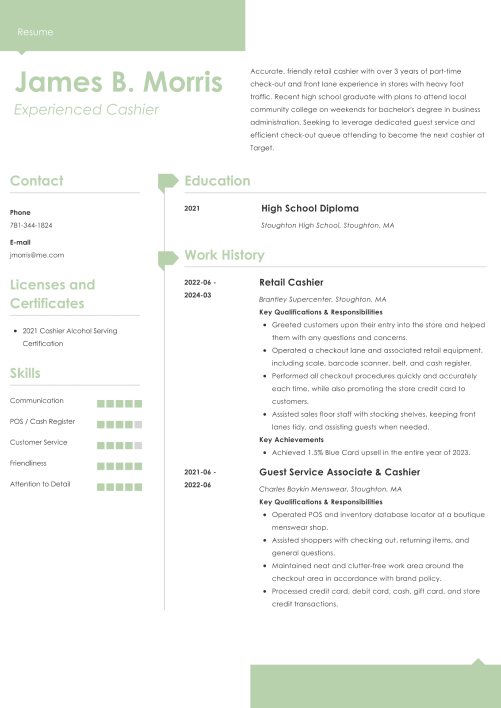 Resume
James B. Morris
Experienced Cashier
Accurate, friendly retail cashier with over 3 years of part-time
check-out and front lane experience in stores with heavy foot
traffic. Recent high school graduate with plans to attend local
community college on weekends for bachelor's degree in business
administration. Seeking to leverage dedicated guest service and
efficient check-out queue attending to become the next cashier at
Target.
Contact
Phone
781-344-1824
E-mail
jmorris@me.com
Licenses and
Certificates
• 2021 Cashier Alcohol Serving
Certification
Skills
Communication
POS / Cash Register
Customer Service
Friendliness
Attention to Detail
Education
2021
High School Diploma
Stoughton High School, Stoughton, MA
Work History
2022-06 -
2024-03
Retail Cashier
Brantley Supercenter, Stoughton, MA
Key Qualifications & Responsibilities
• Greeted customers upon their entry into the store and helped
them with any questions and concerns.
• Operated a checkout lane and associated retail equipment,
including scale, barcode scanner, belt, and cash register.
• Performed all checkout procedures quickly and accurately
each time, while also promoting the store credit card to
customers.
• Assisted sales floor staff with stocking shelves, keeping front
lanes tidy, and assisting guests when needed.
Key Achievements
• Achieved 1.5% Blue Card upsell in the entire year of 2023.
2021-06 -
2022-06
Guest Service Associate & Cashier
Charles Boykin Menswear, Stoughton, MA
Key Qualifications & Responsibilities
• Operated POS and inventory database locator at a boutique
menswear shop.
• Assisted shoppers with checking out, returning items, and
general questions.
• Maintained neat and clutter-free work area around the
checkout area in accordance with brand policy.
• Processed credit card, debit card, cash, gift card, and store
credit transactions.